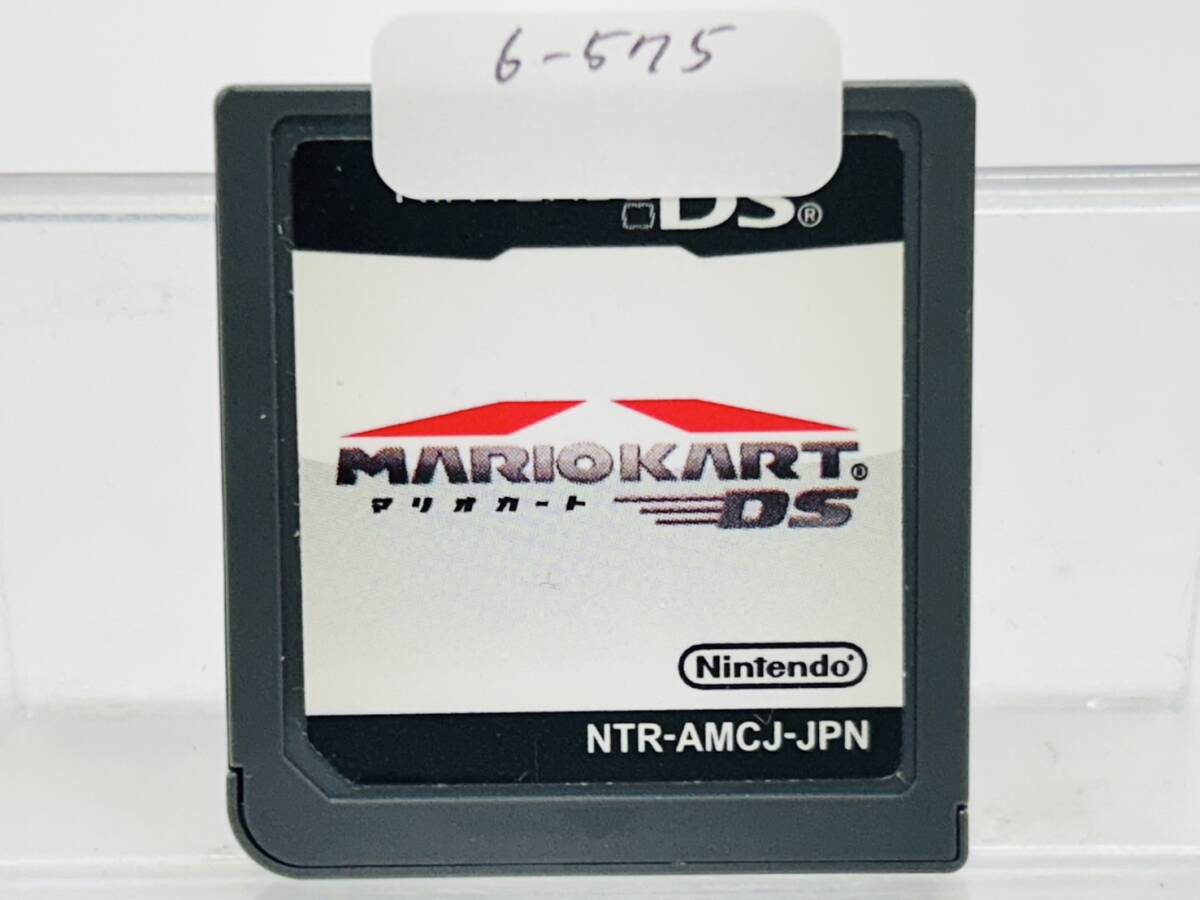 6-575
DS®
MARIOKART®
マリオカート DS
Nintendo®
NTR-AMCJ-JPN